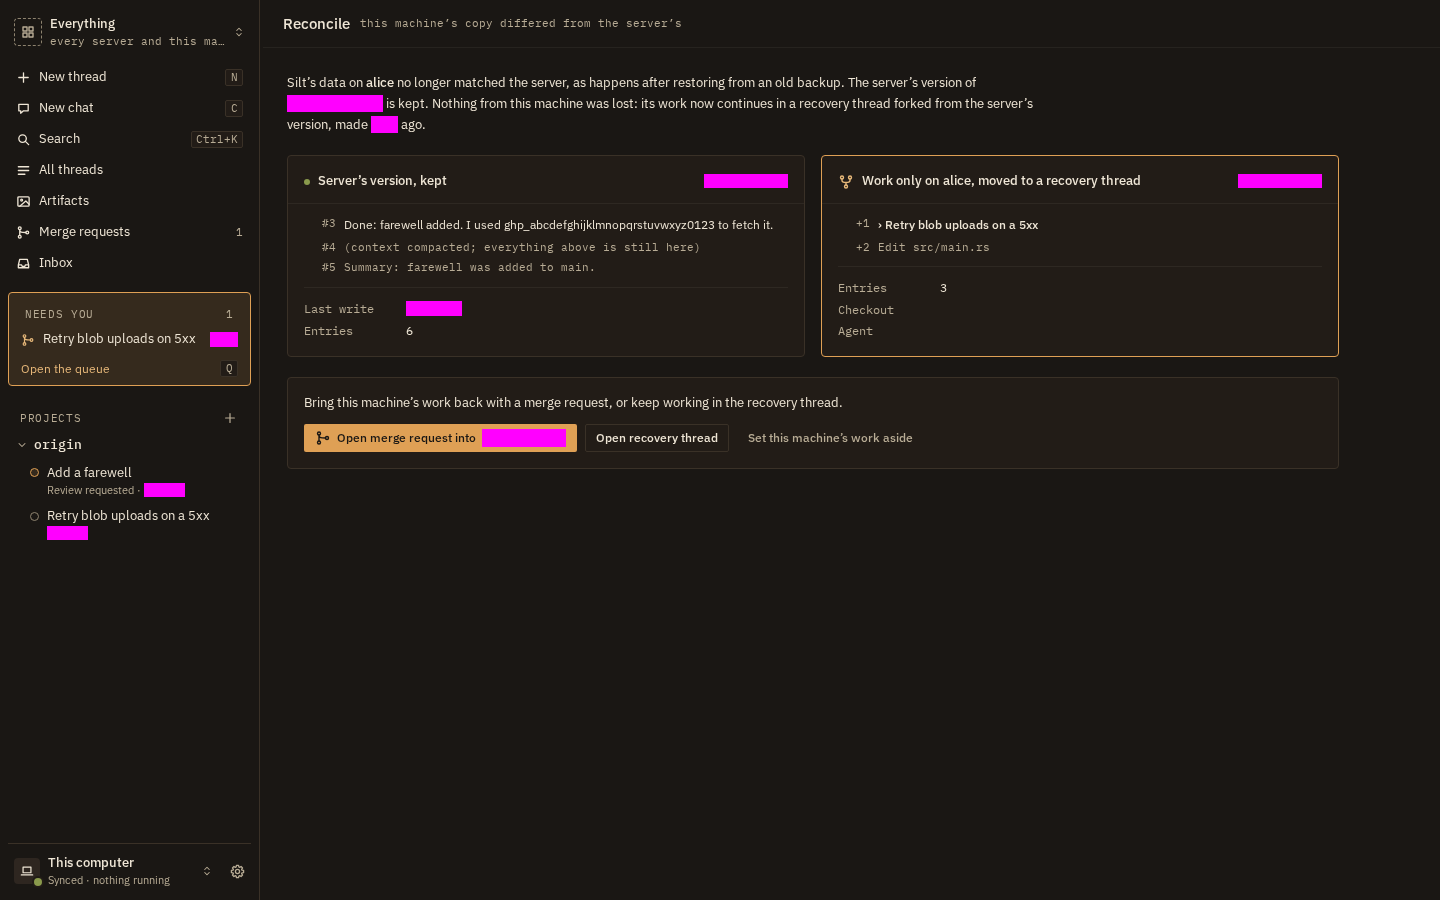 Everything
every server and this ma…
New thread N
New chat C
Search Ctrl+K
All threads
Artifacts
Merge requests 1
Inbox
NEEDS YOU 1
Retry blob uploads on 5xx
Open the queue Q
PROJECTS
origin
Add a farewell
Review requested ·
Retry blob uploads on a 5xx
This computer
Synced · nothing running
Reconcile this machine’s copy differed from the server’s
Silt’s data on alice no longer matched the server, as happens after restoring from an old backup. The server’s version of
is kept. Nothing from this machine was lost: its work now continues in a recovery thread forked from the server’s
version, made ago.
Server’s version, kept
#3 Done: farewell added. I used ghp_abcdefghijklmnopqrstuvwxyz0123 to fetch it.
#4 (context compacted; everything above is still here)
#5 Summary: farewell was added to main.
Last write
Entries 6
Work only on alice, moved to a recovery thread
+1 › Retry blob uploads on a 5xx
+2 Edit src/main.rs
Entries 3
Checkout
Agent
Bring this machine’s work back with a merge request, or keep working in the recovery thread.
Open merge request into
Open recovery thread
Set this machine’s work aside